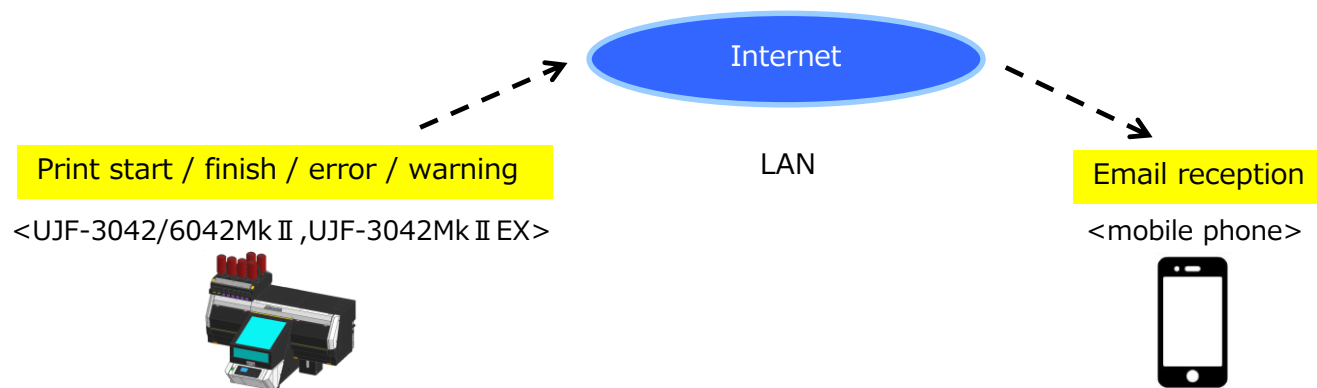 Internet
LAN
Print start / finish / error / warning
Email reception
<UJF-3042/6042MkⅡ,UJF-3042MkⅡEX>
<mobile phone>